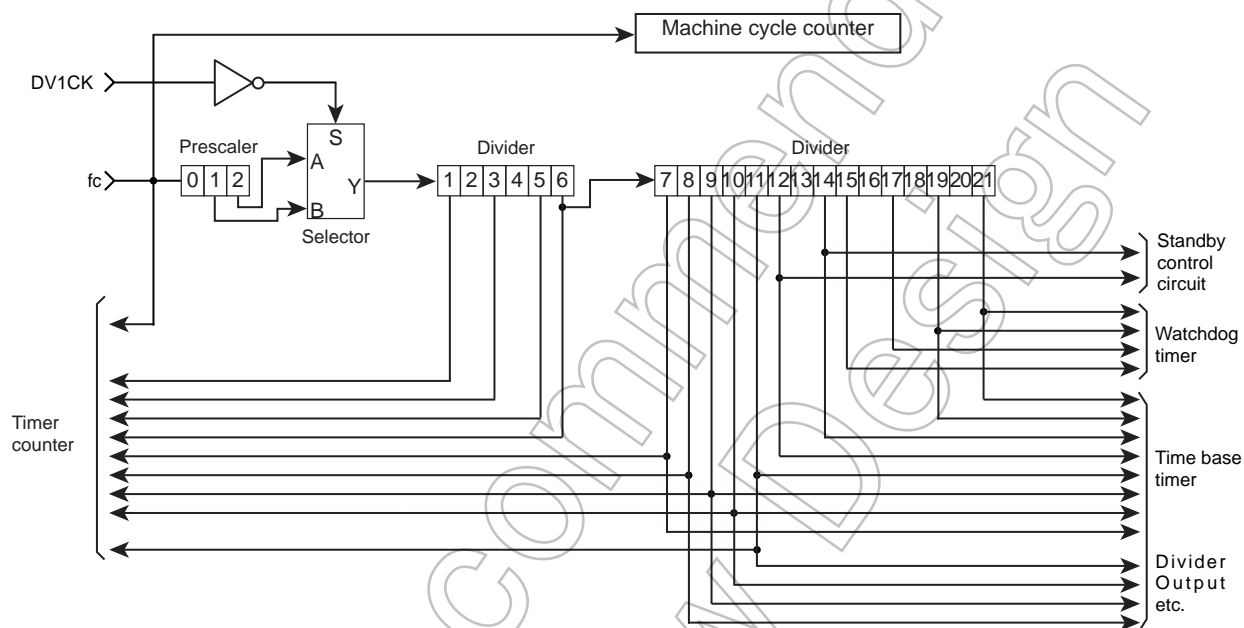 Machine cycle counter
DV1CK
S
Prescaler
Divider
Divider
A
fc
0 1 2
Y
1 2 3 4 5 6
7 8 9 10 11 12 13 14 15 16 17 18 19 20 21
B
Selector
Standby
control
circuit
Watchdog
timer
Timer
counter
Time base
timer
Divider
Output
etc.
commend
w Design